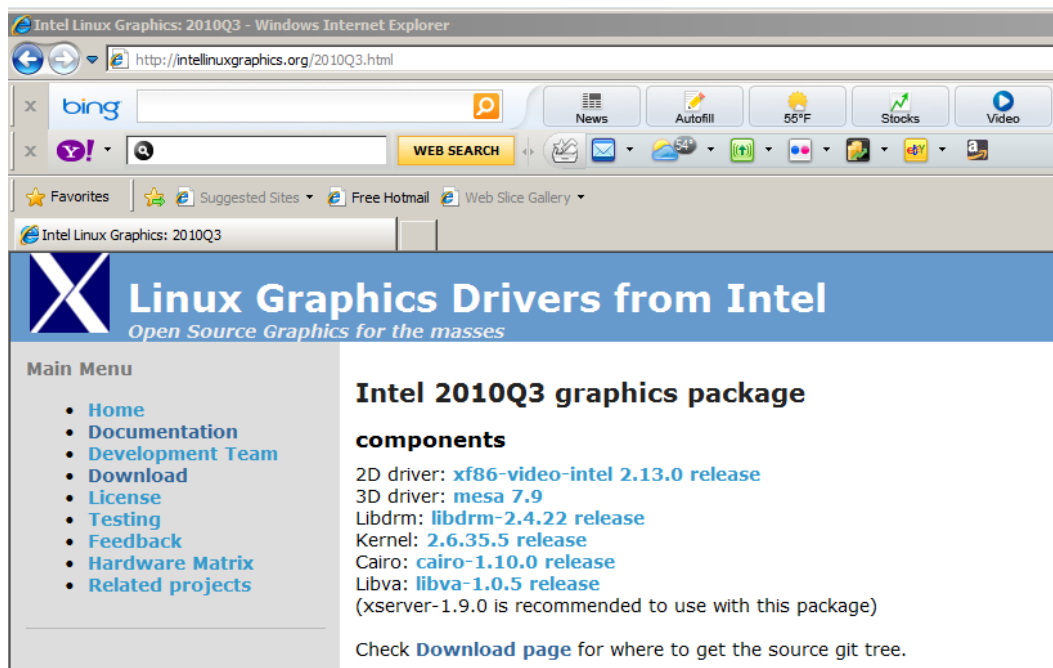 Intel Linux Graphics: 2010Q3 - Windows Internet Explorer
http://intellinuxgraphics.org/2010Q3.html
x bing News Autofill 55°F Stocks Video
x Y! WEB SEARCH 54° ebY a
Favorites Suggested Sites Free Hotmail Web Slice Gallery
Intel Linux Graphics: 2010Q3
Linux Graphics Drivers from Intel
Open Source Graphics for the masses
Main Menu
• Home
• Documentation
• Development Team
• Download
• License
• Testing
• Feedback
• Hardware Matrix
• Related projects
Intel 2010Q3 graphics package
components
2D driver: xf86-video-intel 2.13.0 release
3D driver: mesa 7.9
Libdrm: libdrm-2.4.22 release
Kernel: 2.6.35.5 release
Cairo: cairo-1.10.0 release
Libva: libva-1.0.5 release
(xserver-1.9.0 is recommended to use with this package)
Check Download page for where to get the source git tree.